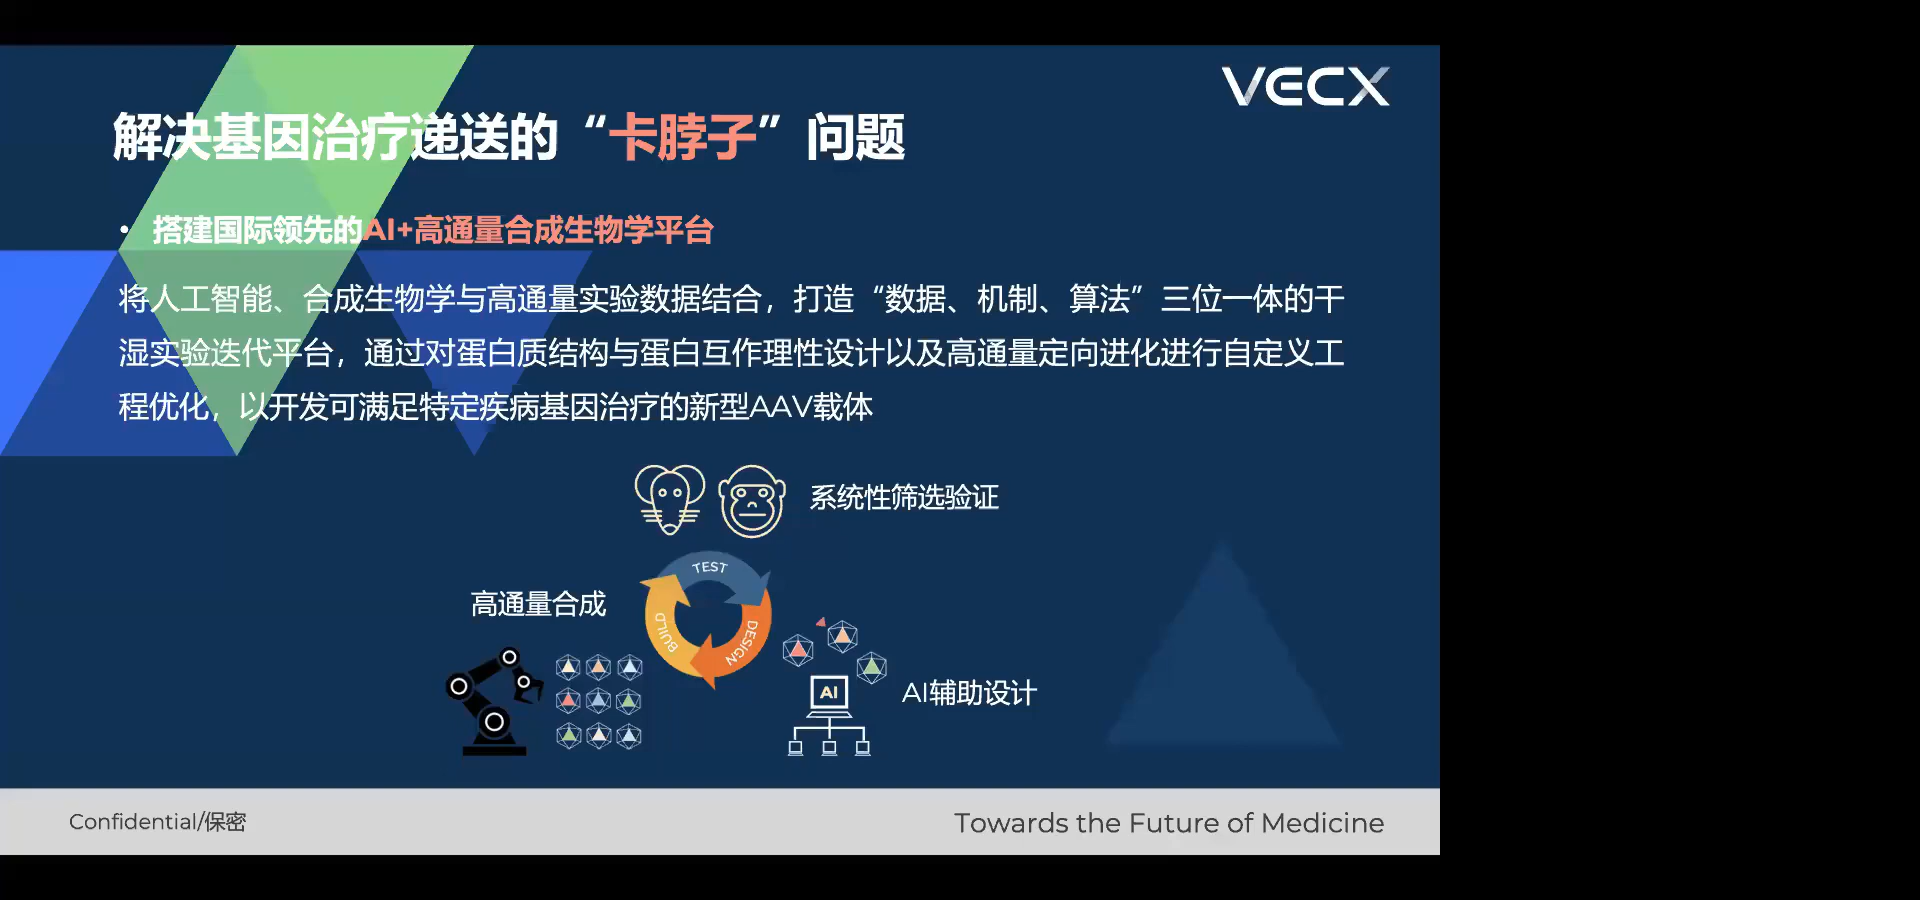 VECX
解决基因治疗递送的“卡脖子”问题
• 搭建国际领先的AI+高通量合成生物学平台
将人工智能、合成生物学与高通量实验数据结合，打造“数据、机制、算法”三位一体的干
湿实验迭代平台，通过对蛋白质结构与蛋白互作理性设计以及高通量定向进化进行自定义工
程优化，以开发可满足特定疾病基因治疗的新型AAV载体
系统性筛选验证
TEST
高通量合成
BUILD
DESIGN
AI
AI辅助设计
Confidential/保密
Towards the Future of Medicine